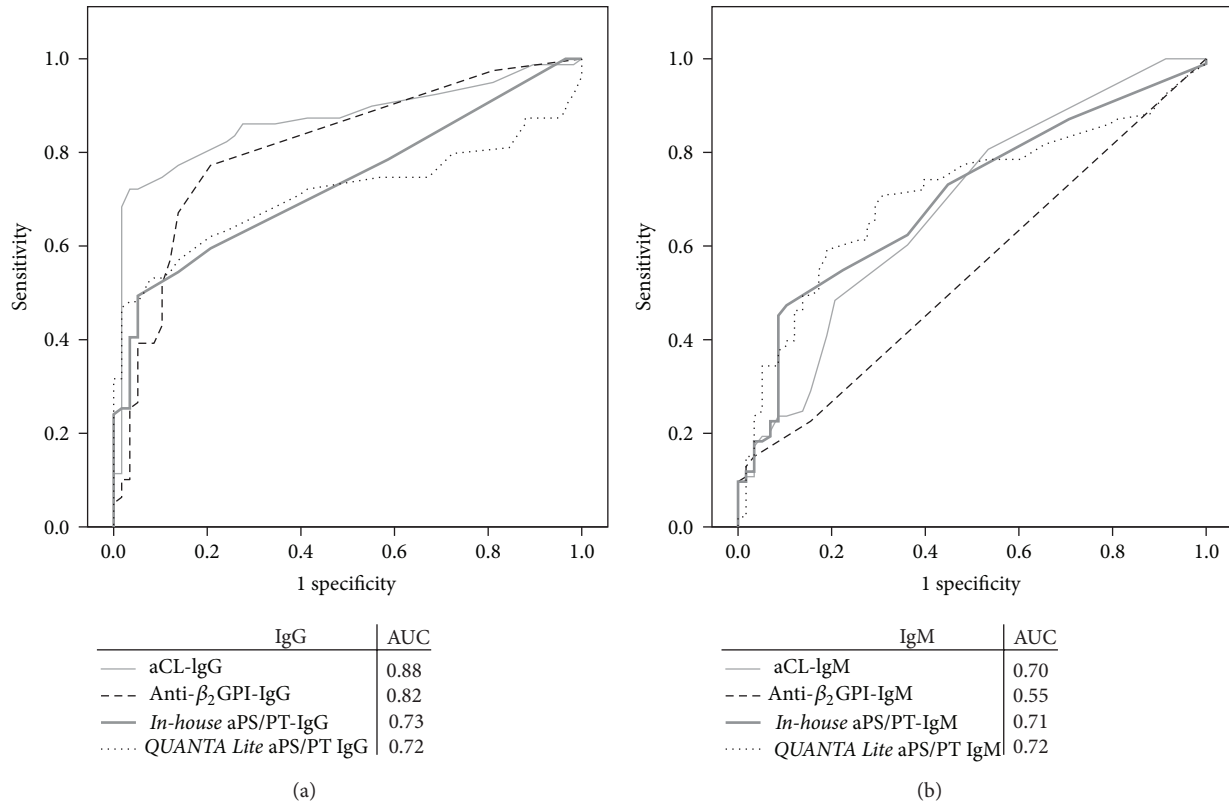 1.0
0.8
0.6
0.4
0.2
0.0
Sensitivity
0.0 0.2 0.4 0.6 0.8 1.0
1 specificity
IgG AUC
aCL-lgG 0.88
Anti-β₂GPI-IgG 0.82
In-house aPS/PT-IgG 0.73
QUANTA Lite aPS/PT IgG 0.72
(a)
1.0
0.8
0.6
0.4
0.2
0.0
Sensitivity
0.0 0.2 0.4 0.6 0.8 1.0
1 specificity
IgM AUC
aCL-lgM 0.70
Anti-β₂GPI-IgM 0.55
In-house aPS/PT-IgM 0.71
QUANTA Lite aPS/PT IgM 0.72
(b)